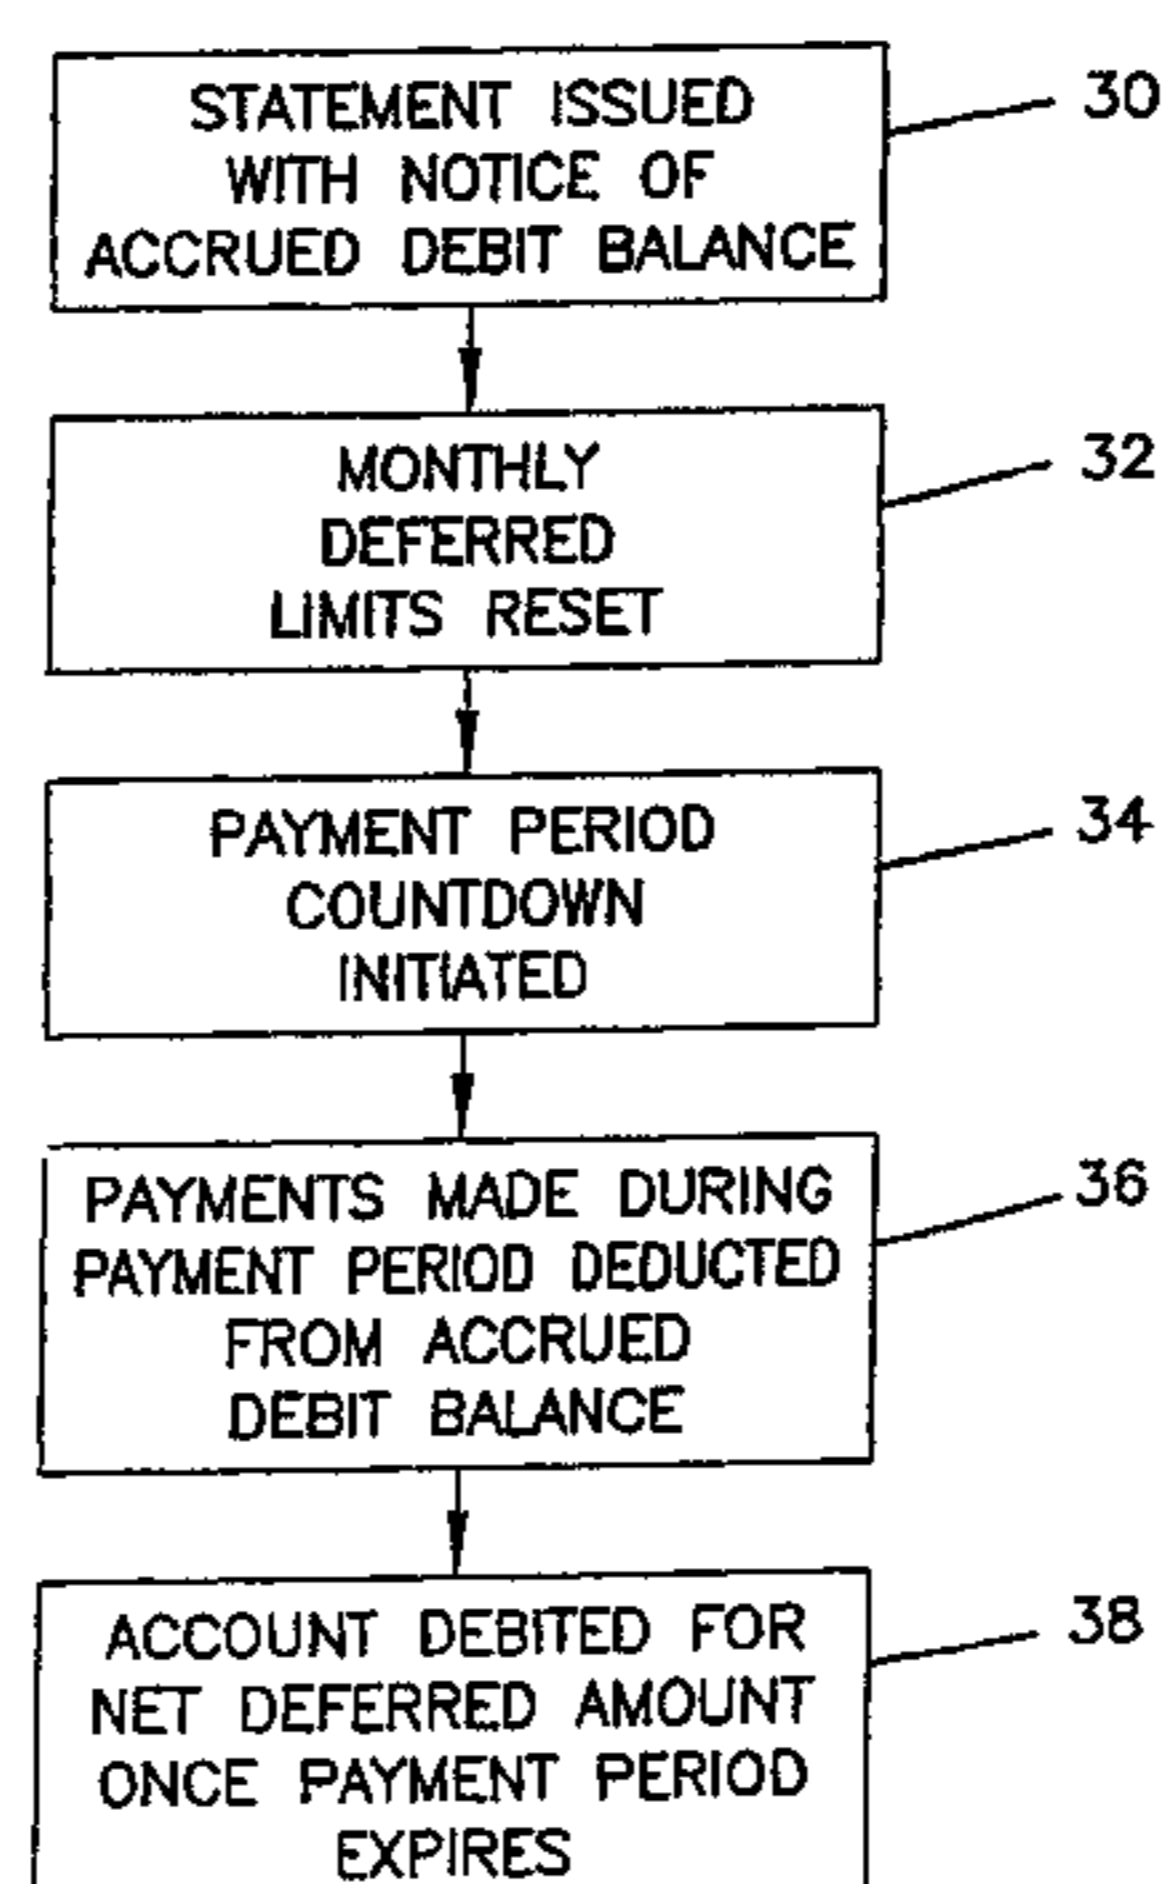 STATEMENT ISSUED
WITH NOTICE OF
ACCRUED DEBIT BALANCE
30
MONTHLY
DEFERRED
LIMITS RESET
32
PAYMENT PERIOD
COUNTDOWN
INITIATED
34
PAYMENTS MADE DURING
PAYMENT PERIOD DEDUCTED
FROM ACCRUED
DEBIT BALANCE
36
ACCOUNT DEBITED FOR
NET DEFERRED AMOUNT
ONCE PAYMENT PERIOD
EXPIRES
38